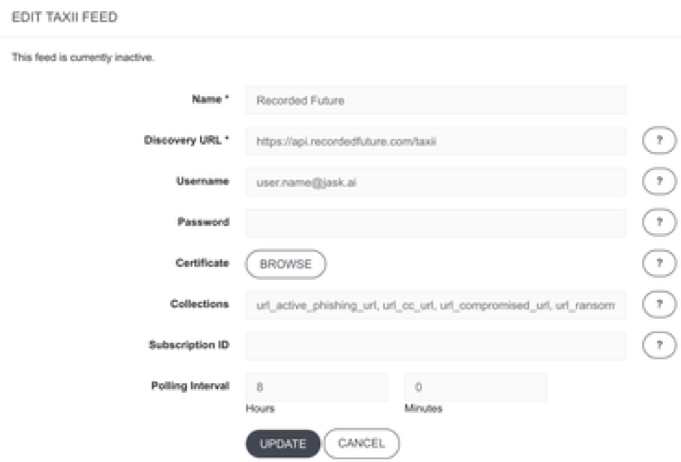 EDIT TAXII FEED
This feed is currently inactive.
Name * Recorded Future
Discovery URL * https://api.recordedfuture.com/taxii ?
Username user.name@jask.ai ?
Password ?
Certificate BROWSE ?
Collections url_active_phishing_url, url_cc_url, url_compromised_url, url_ransom ?
Subscription ID ?
Polling Interval 8 0
Hours Minutes
UPDATE CANCEL